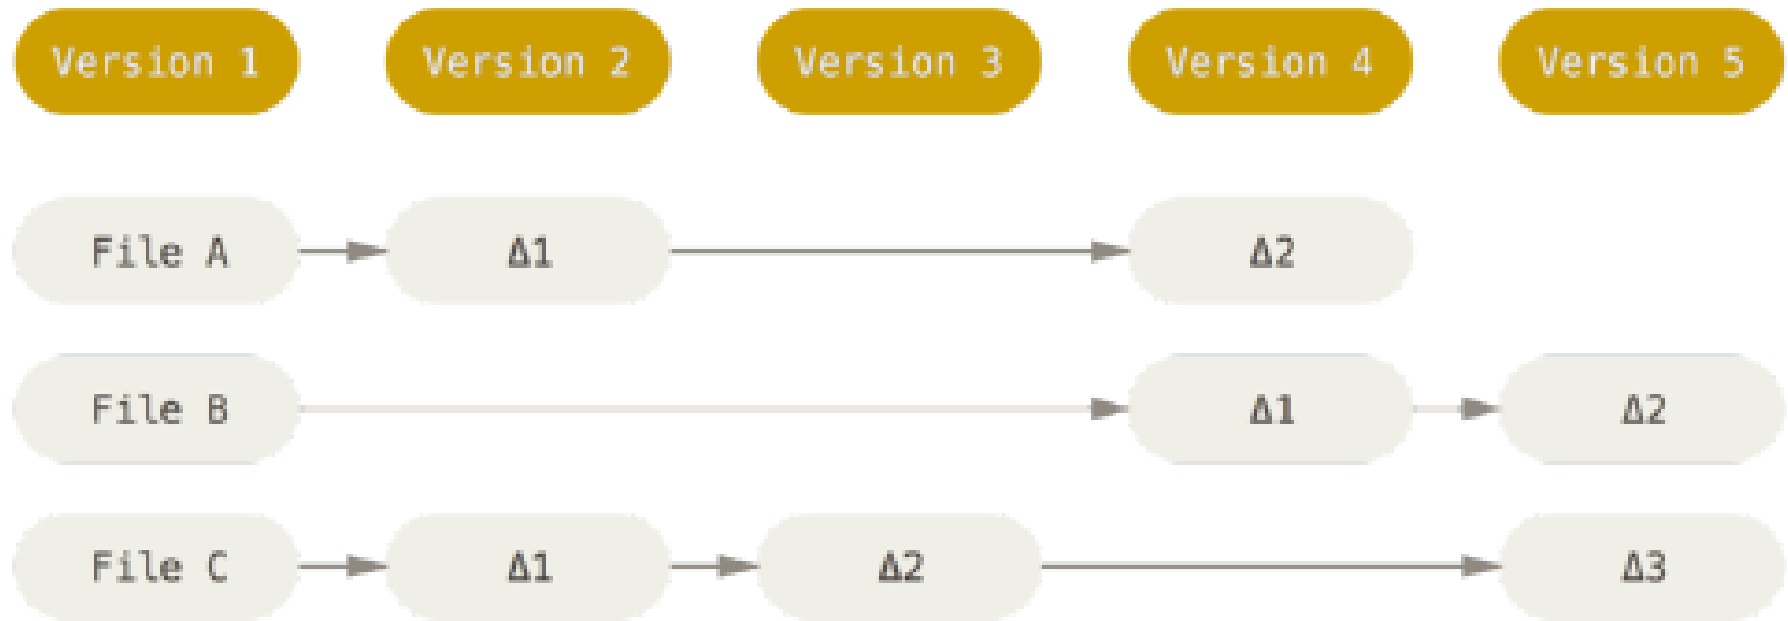 Version 1 Version 2 Version 3 Version 4 Version 5
File A Δ1 Δ2
File B Δ1 Δ2
File C Δ1 Δ2 Δ3